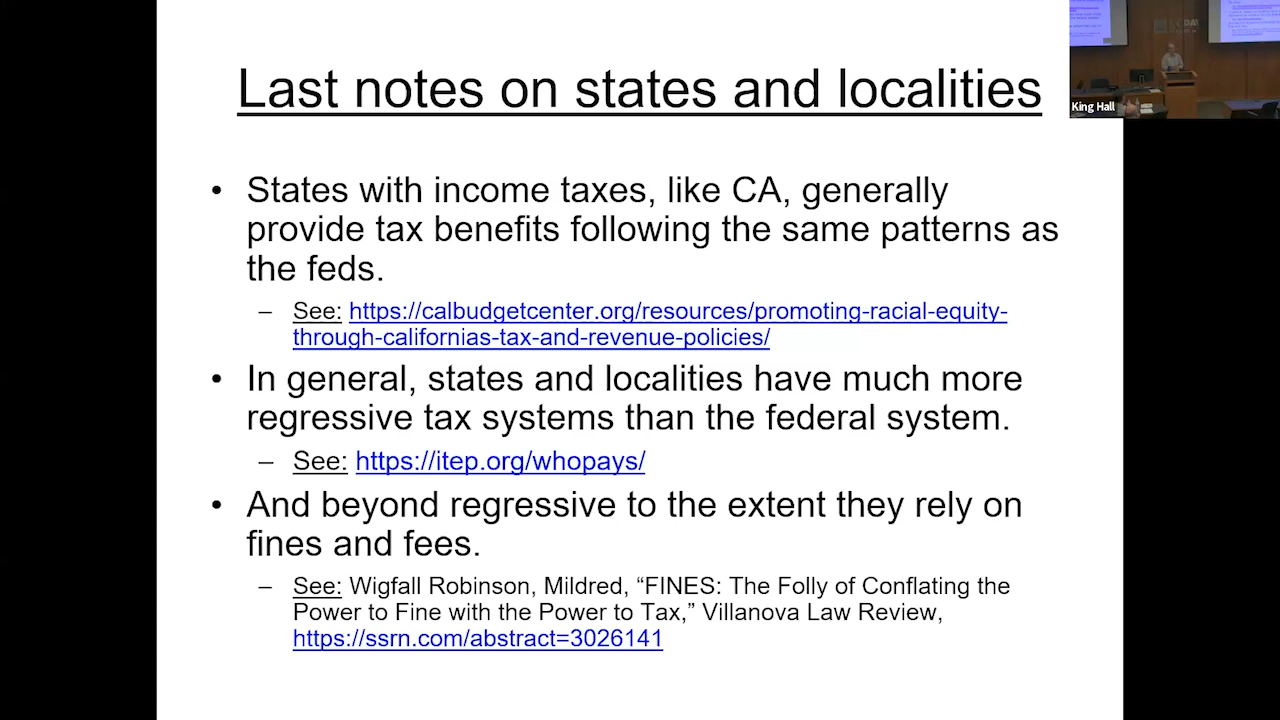 Last notes on states and localities
• States with income taxes, like CA, generally
provide tax benefits following the same patterns as
the feds.
– See: https://calbudgetcenter.org/resources/promoting-racial-equity-
through-californias-tax-and-revenue-policies/
• In general, states and localities have much more
regressive tax systems than the federal system.
– See: https://itep.org/whopays/
• And beyond regressive to the extent they rely on
fines and fees.
– See: Wigfall Robinson, Mildred, “FINES: The Folly of Conflating the
Power to Fine with the Power to Tax,” Villanova Law Review,
https://ssrn.com/abstract=3026141
King Hall